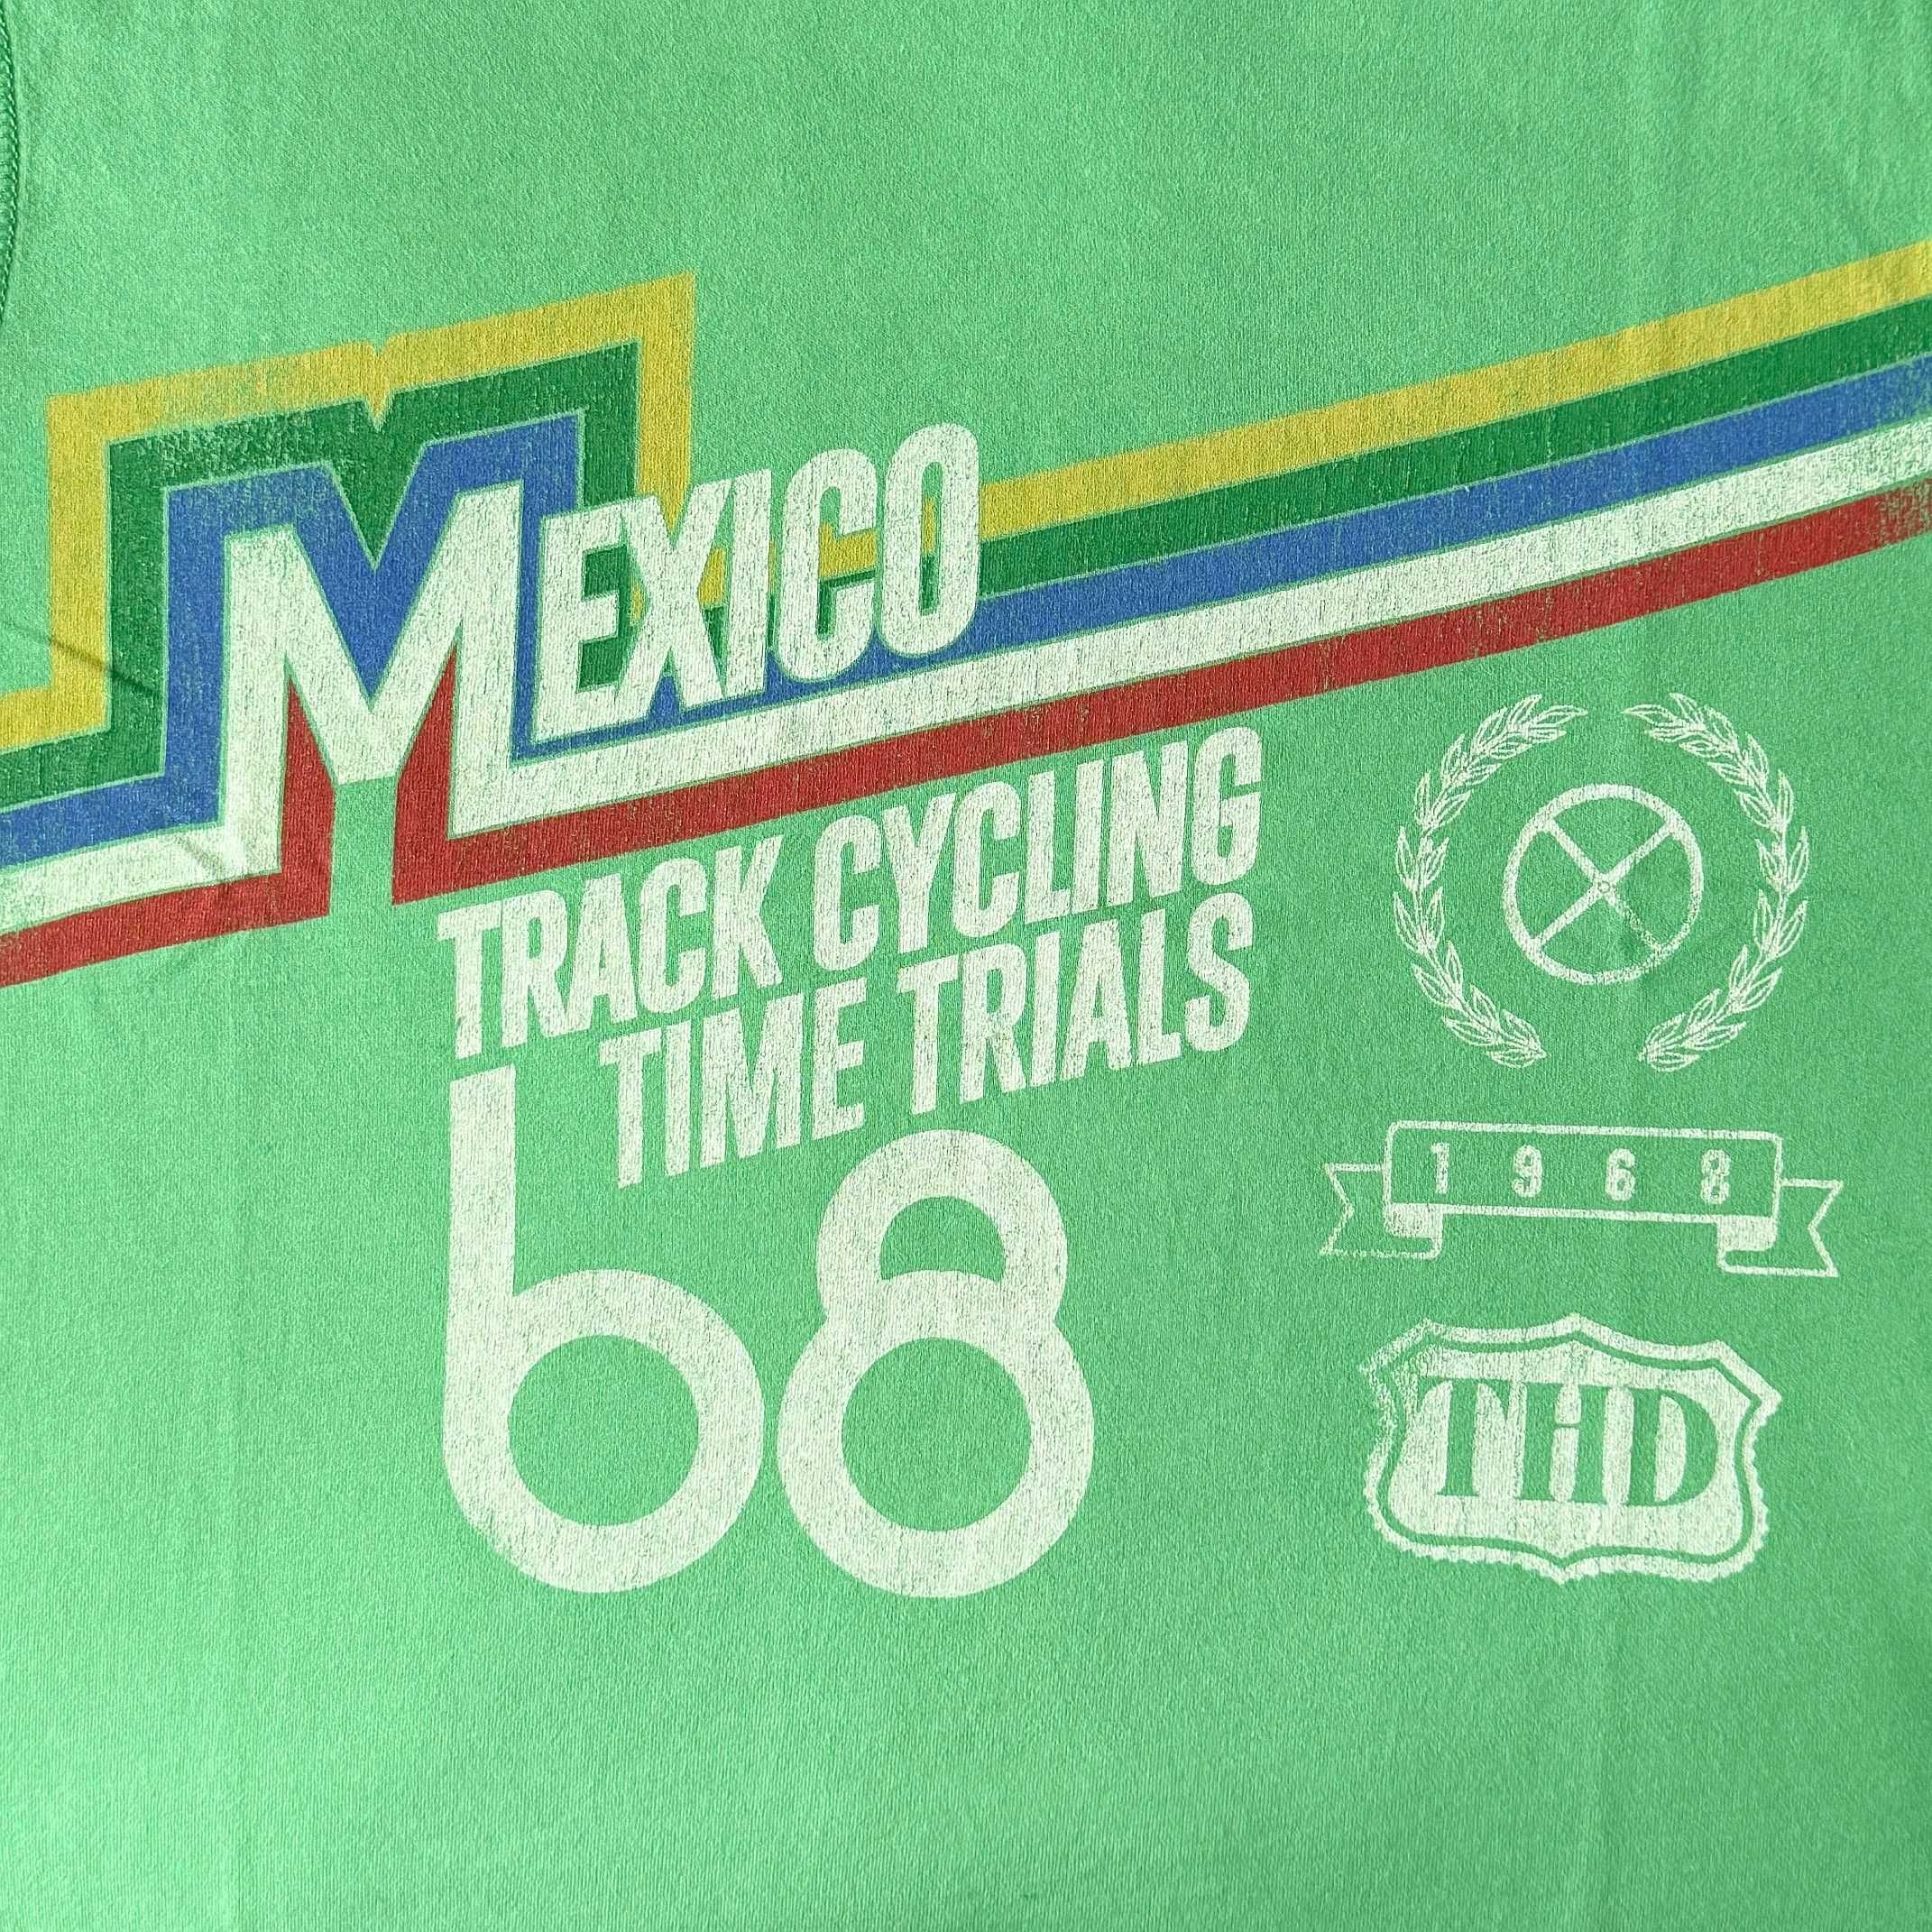 MEXICO
TRACK CYCLING
TIME TRIALS
68
1968
THD